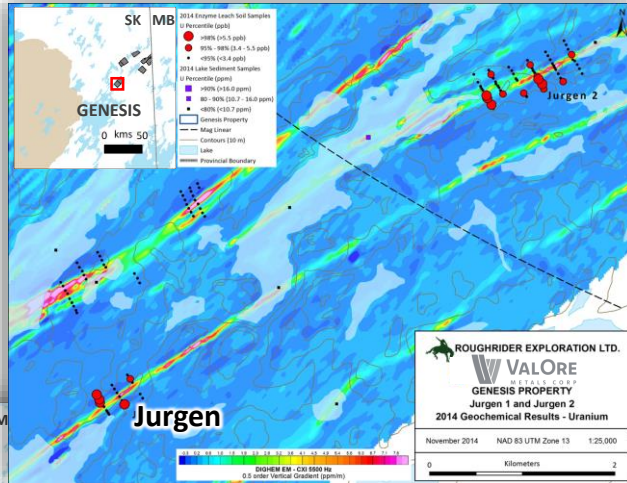 SK MB
GENESIS
0 kms 50
2014 Enzyme Leach Soil Samples
U Percentile (ppb)
>98% (>5.5 ppb)
95% - 98% (3.4 - 5.5 ppb)
<95% (<3.4 ppb)
2014 Lake Sediment Samples
U Percentile (ppm)
>90% (>16.0 ppm)
80 - 90% (10.7 - 16.0 ppm)
<80% (<10.7 ppm)
Genesis Property
Mag Linear
Contours (10 m)
Lake
Provincial Boundary
N
Jurgen 2
Jurgen
DIGHEM EM - CXI 5500 Hz
0.5 order Vertical Gradient (ppm/m)
ROUGHRIDER EXPLORATION LTD.
VALORE
METALS CORP
GENESIS PROPERTY
Jurgen 1 and Jurgen 2
2014 Geochemical Results - Uranium
November 2014 NAD 83 UTM Zone 13 1:25,000
Kilometers
0 2